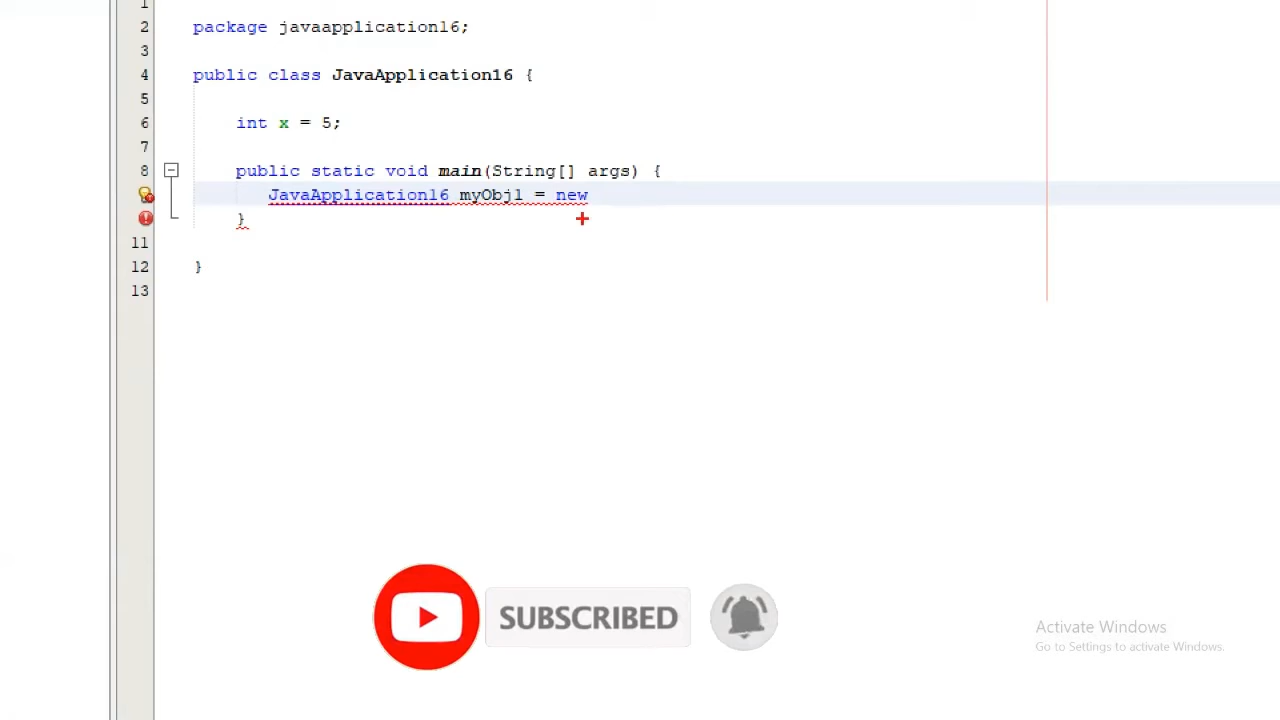 1
2 package javaapplication16;
3
4 public class JavaApplication16 {
5
6 int x = 5;
7
8 public static void main(String[] args) {
JavaApplication16 myObj1 = new
}
11
12 }
13
SUBSCRIBED
Activate Windows
Go to Settings to activate Windows.